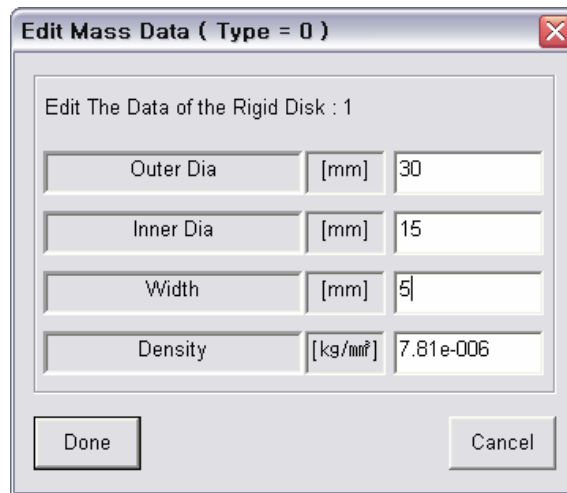 Edit Mass Data ( Type = 0 )
Edit The Data of the Rigid Disk : 1
Outer Dia [mm] 30
Inner Dia [mm] 15
Width [mm] 5
Density [kg/㎣] 7.81e-006
Done Cancel